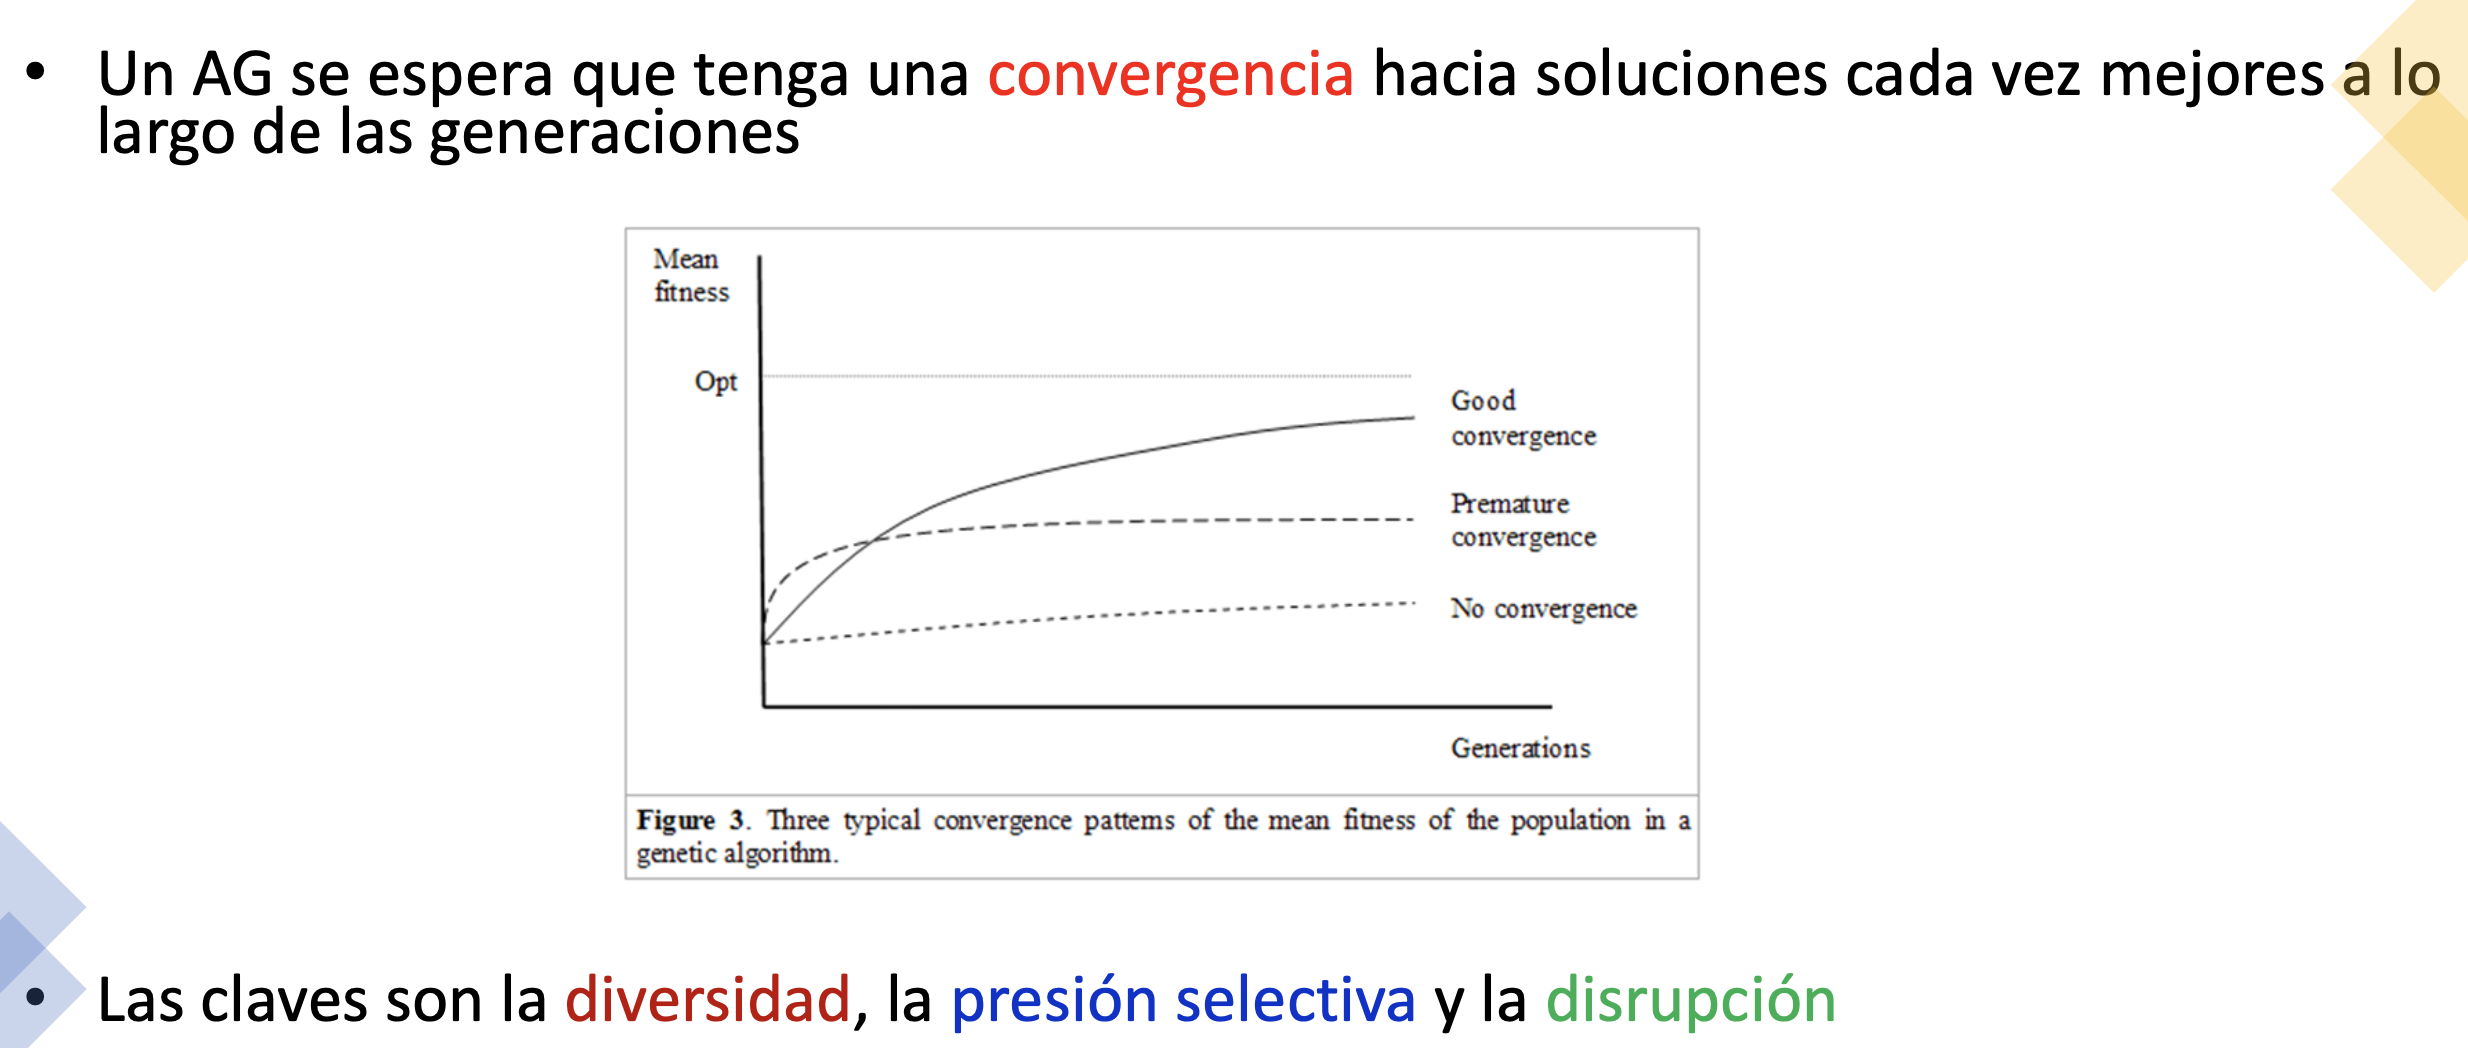 • Un AG se espera que tenga una convergencia hacia soluciones cada vez mejores a lo
largo de las generaciones
Mean
fitness
Opt
Good
convergence
Premature
convergence
No convergence
Generations
Figure 3. Three typical convergence patterns of the mean fitness of the population in a
genetic algorithm.
• Las claves son la diversidad, la presión selectiva y la disrupción